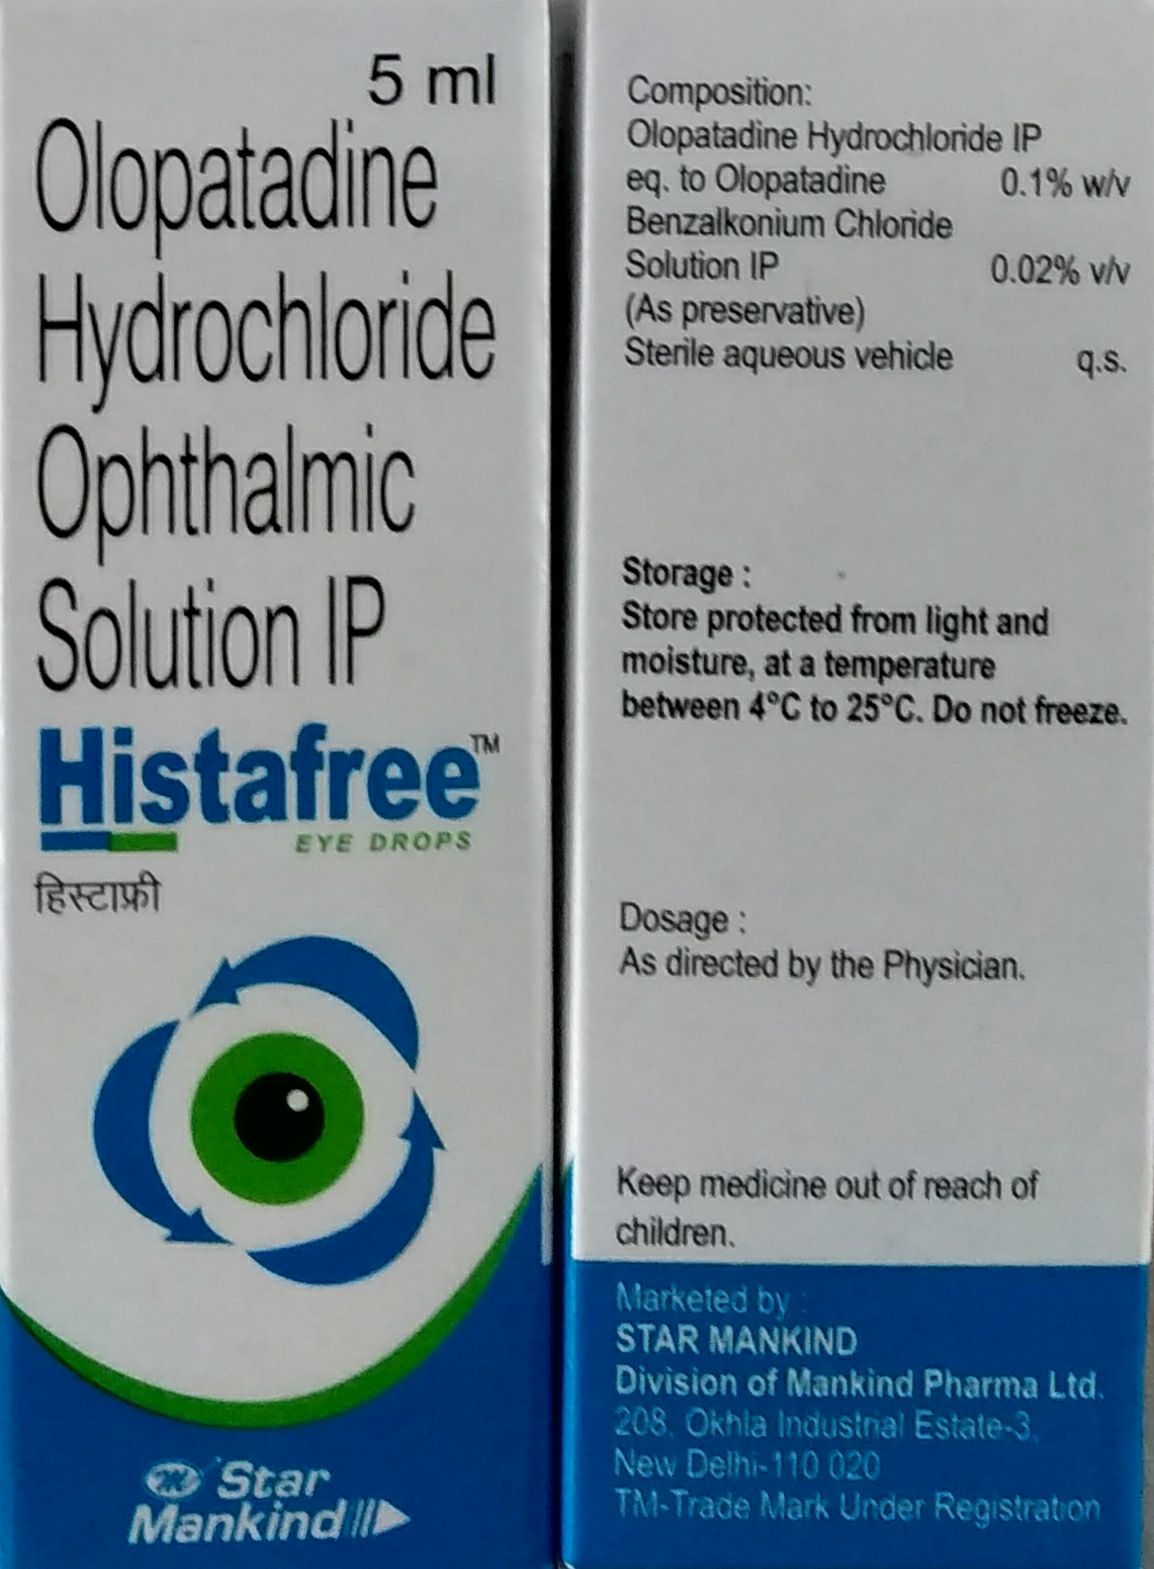 5 ml
Olopatadine
Hydrochloride
Ophthalmic
Solution IP
Histafree™
EYE DROPS
हिस्टाफ्री
Star
Mankind
Composition:
Olopatadine Hydrochloride IP
eq. to Olopatadine 0.1% w/v
Benzalkonium Chloride
Solution IP 0.02% v/v
(As preservative)
Sterile aqueous vehicle q.s.
Storage :
Store protected from light and
moisture, at a temperature
between 4°C to 25°C. Do not freeze.
Dosage :
As directed by the Physician.
Keep medicine out of reach of
children.
Marketed by :
STAR MANKIND
Division of Mankind Pharma Ltd.
208, Okhla Industrial Estate-3,
New Delhi-110 020
TM-Trade Mark Under Registration